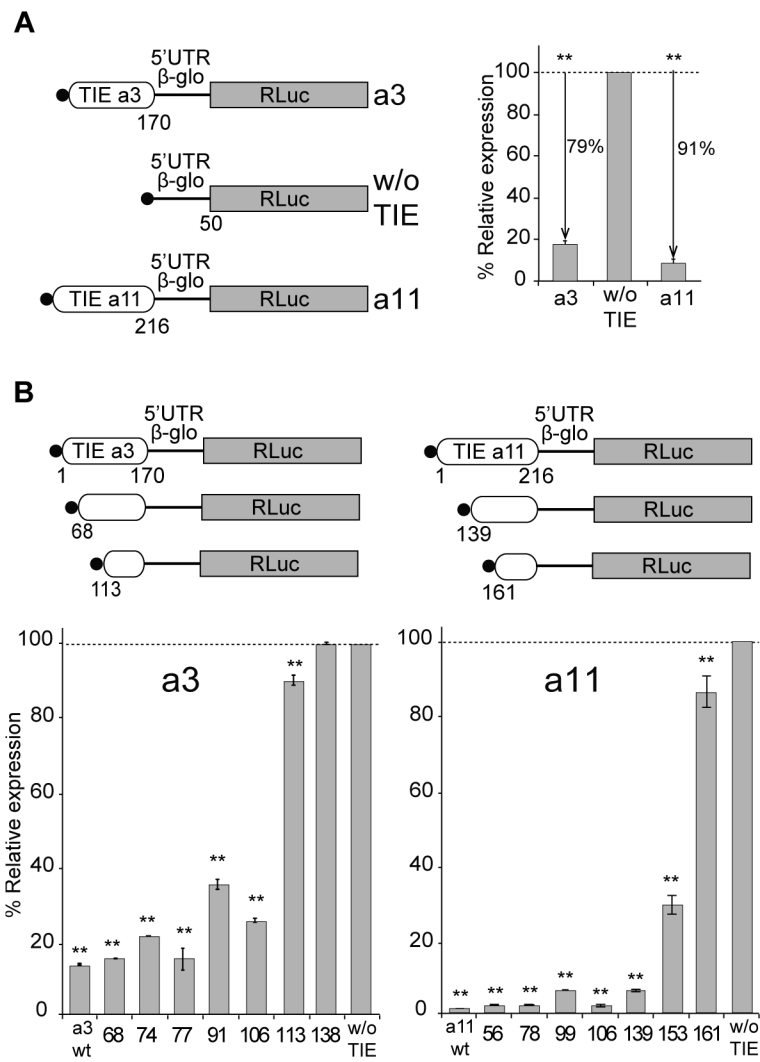 A
5'UTR
β-glo
TIE a3
RLuc
a3
170
5'UTR
β-glo
RLuc
w/o
TIE
50
5'UTR
β-glo
TIE a11
RLuc
a11
216
% Relative expression
100
80
60
40
20
0
**
**
79%
91%
a3
w/o
TIE
a11
B
5'UTR
β-glo
TIE a3
RLuc
1
170
RLuc
68
RLuc
113
5'UTR
β-glo
TIE a11
RLuc
1
216
RLuc
139
RLuc
161
% Relative expression
100
80
60
40
20
0
a3
**
**
**
**
**
**
**
a3
wt
68
74
77
91
106
113
138
w/o
TIE
100
80
60
40
20
0
a11
**
**
**
**
**
**
**
**
a11
wt
56
78
99
106
139
153
161
w/o
TIE